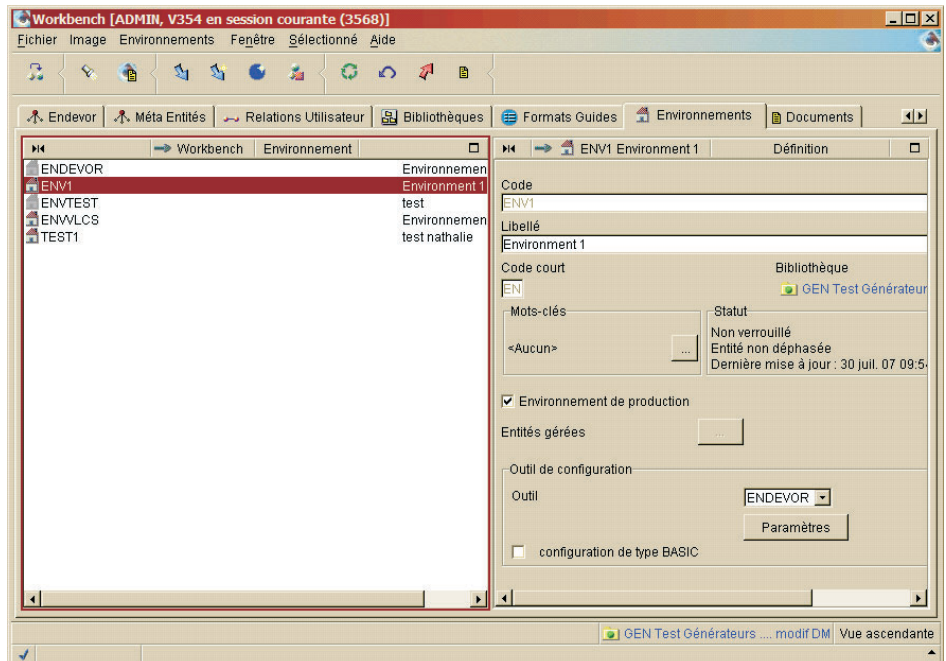 Workbench [ADMIN, V354 en session courante (3568)]
Fichier Image Environnements Fenêtre Sélectionné Aide
Endevor Méta Entités Relations Utilisateur Bibliothèques Formats Guides Environnements Documents
Workbench Environnement
ENV1 Environment 1 Définition
ENDEVOR Environnemen
ENV1 Environment 1
ENVTEST test
ENVVLCS Environnemen
TEST1 test nathalie
Code
ENV1
Libellé
Environment 1
Code court Bibliothèque
EN GEN Test Générateur
Mots-clés Statut
<Aucun> ...
Non verrouillé
Entité non déphasée
Dernière mise à jour : 30 juil. 07 09:54
Environnement de production
Entités gérées ...
Outil de configuration
Outil ENDEVOR
Paramètres
configuration de type BASIC
GEN Test Générateurs .... modif DM Vue ascendante